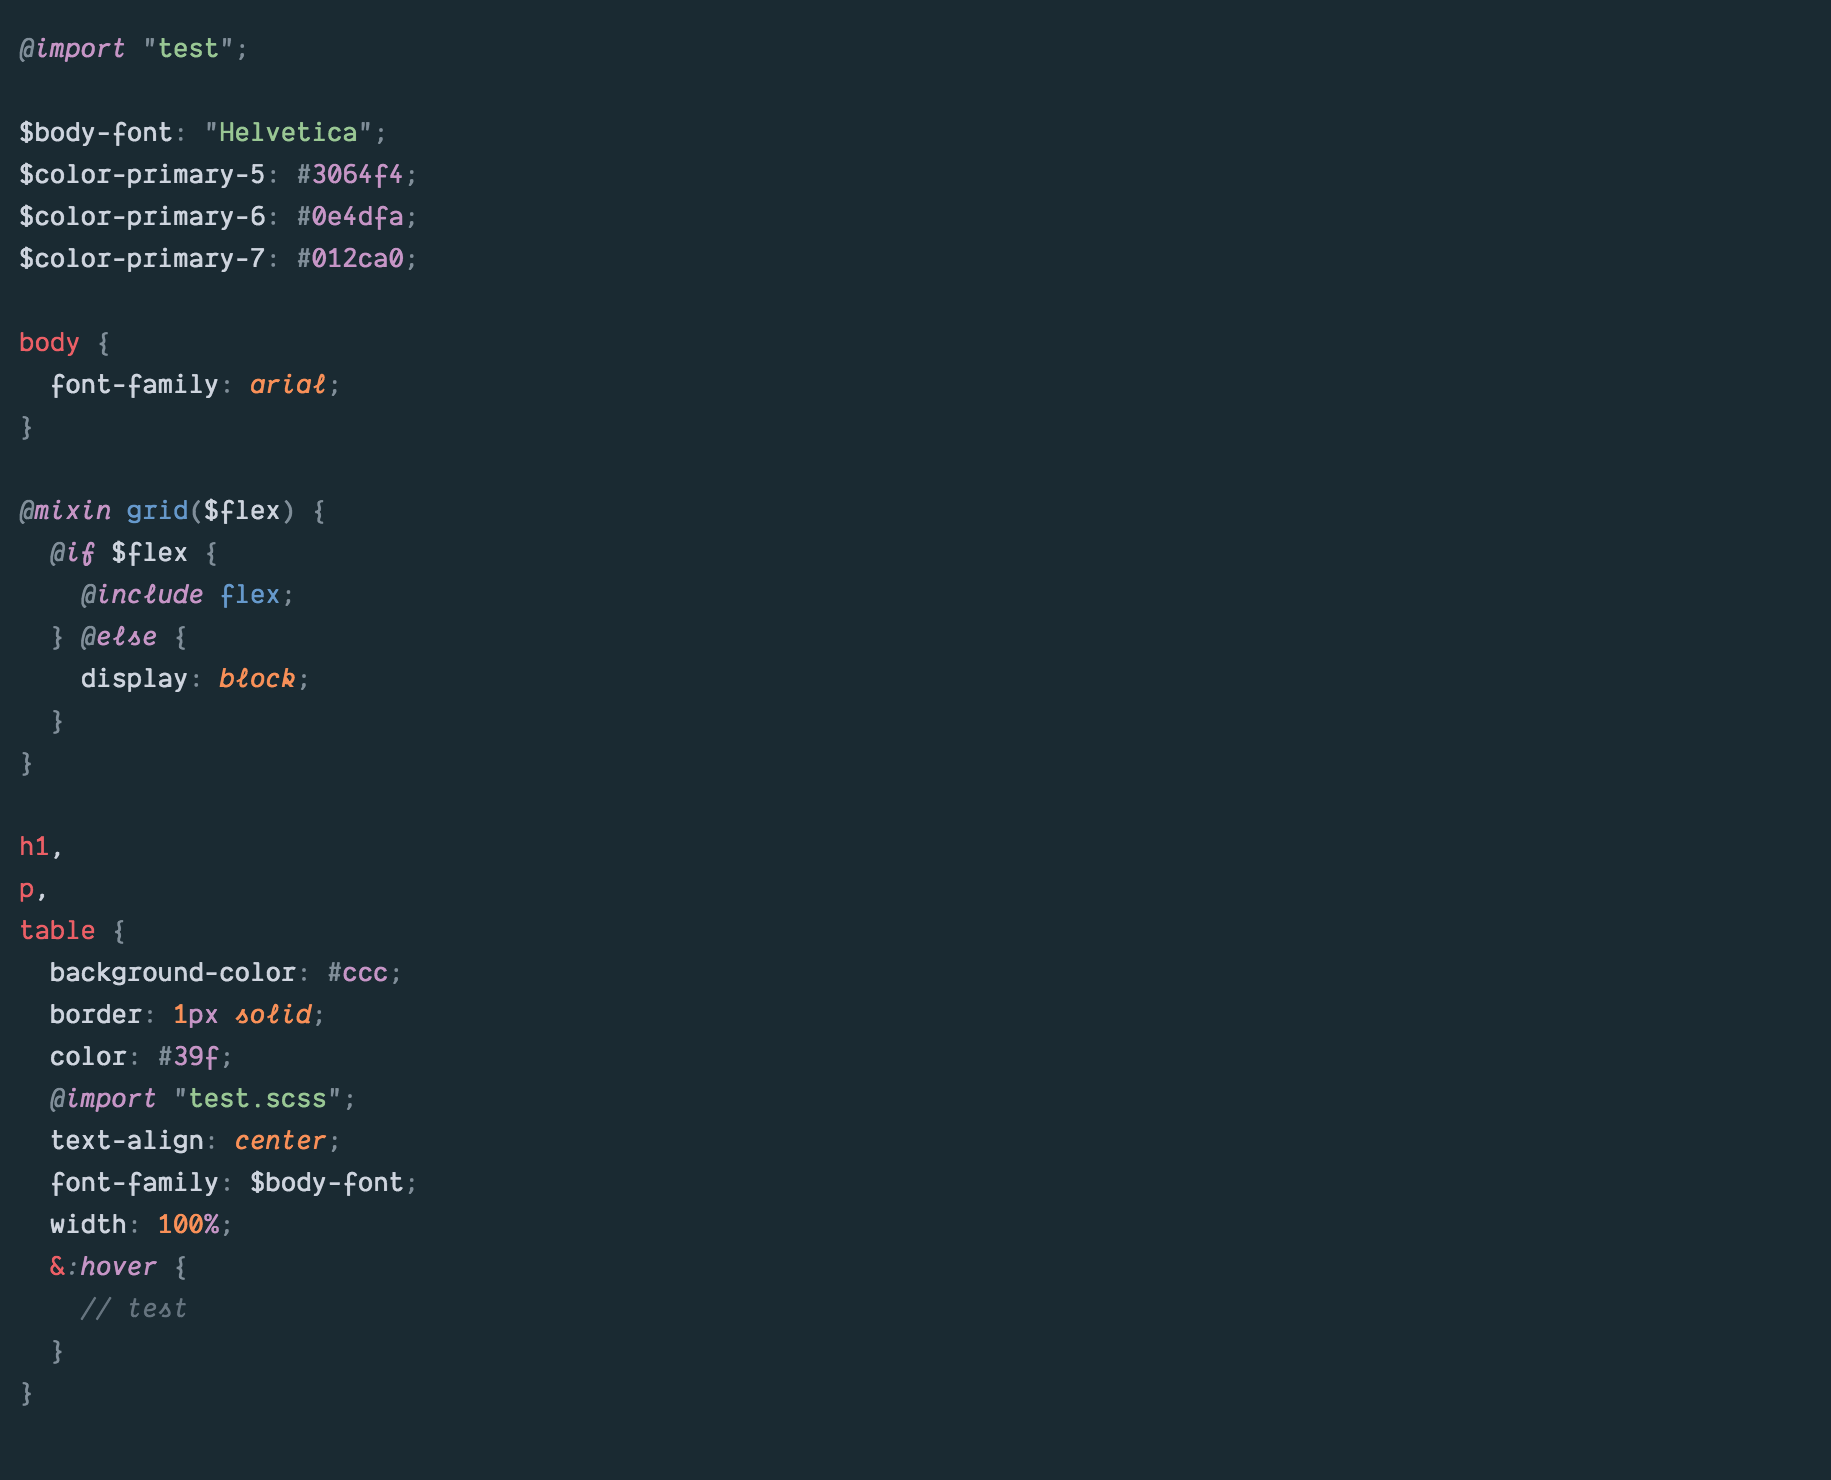 @import "test";

$body-font: "Helvetica";
$color-primary-5: #3064f4;
$color-primary-6: #0e4dfa;
$color-primary-7: #012ca0;

body {
  font-family: arial;
}

@mixin grid($flex) {
  @if $flex {
    @include flex;
  } @else {
    display: block;
  }
}

h1,
p,
table {
  background-color: #ccc;
  border: 1px solid;
  color: #39f;
  @import "test.scss";
  text-align: center;
  font-family: $body-font;
  width: 100%;
  &:hover {
    // test
  }
}